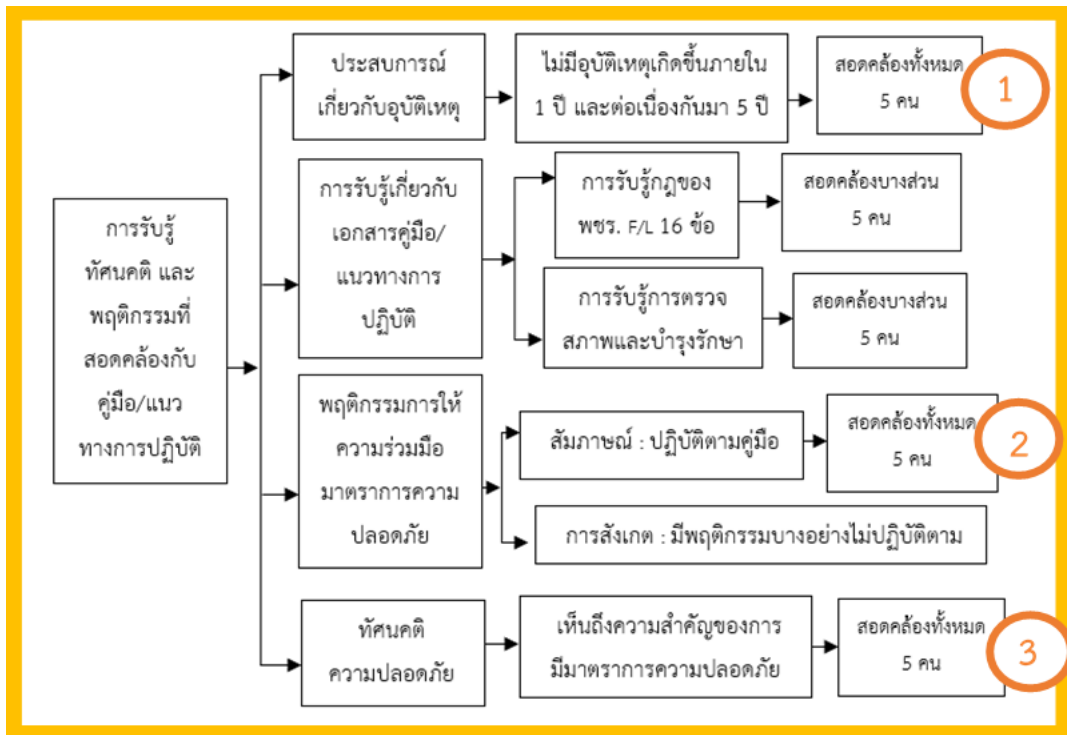 การรับรู้
ทัศนคติ และ
พฤติกรรมที่
สอดคล้องกับ
คู่มือ/แนว
ทางการปฏิบัติ
ประสบการณ์
เกี่ยวกับอุบัติเหตุ
ไม่มีอุบัติเหตุเกิดขึ้นภายใน
1 ปี และต่อเนื่องกันมา 5 ปี
สอดคล้องทั้งหมด
5 คน
1
การรับรู้เกี่ยวกับ
เอกสารคู่มือ/
แนวทางการ
ปฏิบัติ
การรับรู้กฎของ
พชร. F/L 16 ข้อ
สอดคล้องบางส่วน
5 คน
การรับรู้การตรวจ
สภาพและบำรุงรักษา
สอดคล้องบางส่วน
5 คน
พฤติกรรมการให้
ความร่วมมือ
มาตราการความ
ปลอดภัย
สัมภาษณ์ : ปฏิบัติตามคู่มือ
สอดคล้องทั้งหมด
5 คน
2
การสังเกต : มีพฤติกรรมบางอย่างไม่ปฏิบัติตาม
ทัศนคติ
ความปลอดภัย
เห็นถึงความสำคัญของการ
มีมาตราการความปลอดภัย
สอดคล้องทั้งหมด
5 คน
3